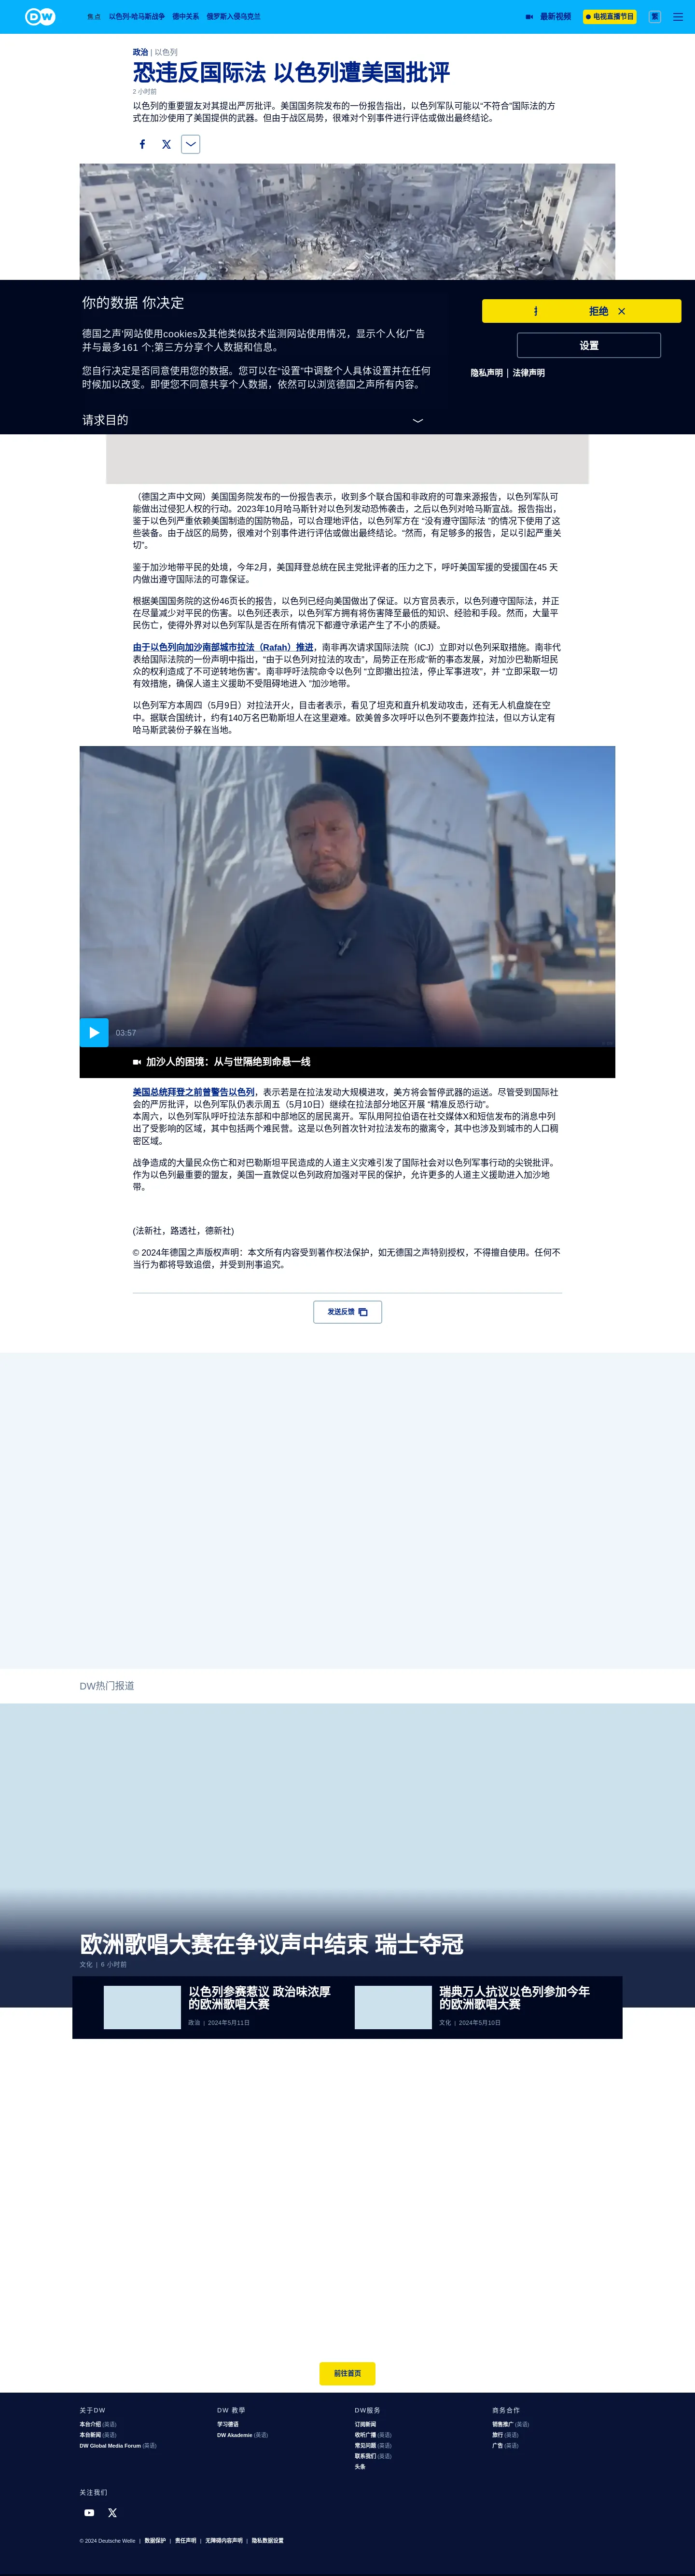 DW
焦点 以色列-哈马斯战争 德中关系 俄罗斯入侵乌克兰 最新视频 电视直播节目 繁
政治 | 以色列
恐违反国际法 以色列遭美国批评
2 小时前
以色列的重要盟友对其提出严厉批评。美国国务院发布的一份报告指出，以色列军队可能以“不符合”国际法的方
式在加沙使用了美国提供的武器。但由于战区局势，很难对个别事件进行评估或做出最终结论。
你的数据 你决定
德国之声'网站使用cookies及其他类似技术监测网站使用情况，显示个人化广告
并与最多161 个;第三方分享个人数据和信息。
您自行决定是否同意使用您的数据。您可以在“设置“中调整个人具体设置并在任何
时候加以改变。即便您不同意共享个人数据，依然可以浏览德国之声所有内容。
请求目的
拒绝
设置
隐私声明 | 法律声明
（德国之声中文网）美国国务院发布的一份报告表示，收到多个联合国和非政府的可靠来源报告，以色列军队可
能做出过侵犯人权的行动。2023年10月哈马斯针对以色列发动恐怖袭击，之后以色列对哈马斯宣战。报告指出，
鉴于以色列严重依赖美国制造的国防物品，可以合理地评估，以色列军方在 “没有遵守国际法 ”的情况下使用了这
些装备。由于战区的局势，很难对个别事件进行评估或做出最终结论。“然而，有足够多的报告，足以引起严重关
切”。
鉴于加沙地带平民的处境，今年2月，美国拜登总统在民主党批评者的压力之下，呼吁美国军援的受援国在45 天
内做出遵守国际法的可靠保证。
根据美国国务院的这份46页长的报告，以色列已经向美国做出了保证。以方官员表示，以色列遵守国际法，并正
在尽量减少对平民的伤害。以色列还表示，以色列军方拥有将伤害降至最低的知识、经验和手段。然而，大量平
民伤亡，使得外界对以色列军队是否在所有情况下都遵守承诺产生了不小的质疑。
由于以色列向加沙南部城市拉法（Rafah）推进，南非再次请求国际法院（ICJ）立即对以色列采取措施。南非代
表给国际法院的一份声明中指出，“由于以色列对拉法的攻击”，局势正在形成“新的事态发展，对加沙巴勒斯坦民
众的权利造成了不可逆转地伤害”。南非呼吁法院命令以色列 “立即撤出拉法，停止军事进攻”，并 “立即采取一切
有效措施，确保人道主义援助不受阻碍地进入 ”加沙地带。
以色列军方本周四（5月9日）对拉法开火，目击者表示，看见了坦克和直升机发动攻击，还有无人机盘旋在空
中。据联合国统计，约有140万名巴勒斯坦人在这里避难。欧美曾多次呼吁以色列不要轰炸拉法，但以方认定有
哈马斯武装份子躲在当地。
03:57
加沙人的困境：从与世隔绝到命悬一线
美国总统拜登之前曾警告以色列，表示若是在拉法发动大规模进攻，美方将会暂停武器的运送。尽管受到国际社
会的严厉批评，以色列军队仍表示周五（5月10日）继续在拉法部分地区开展 “精准反恐行动”。
本周六，以色列军队呼吁拉法东部和中部地区的居民离开。军队用阿拉伯语在社交媒体X和短信发布的消息中列
出了受影响的区域，其中包括两个难民营。这是以色列首次针对拉法发布的撤离令，其中也涉及到城市的人口稠
密区域。
战争造成的大量民众伤亡和对巴勒斯坦平民造成的人道主义灾难引发了国际社会对以色列军事行动的尖锐批评。
作为以色列最重要的盟友，美国一直敦促以色列政府加强对平民的保护，允许更多的人道主义援助进入加沙地
带。
(法新社，路透社，德新社)
© 2024年德国之声版权声明：本文所有内容受到著作权法保护，如无德国之声特别授权，不得擅自使用。任何不
当行为都将导致追偿，并受到刑事追究。
发送反馈
DW热门报道
欧洲歌唱大赛在争议声中结束 瑞士夺冠
文化 | 6 小时前
以色列参赛惹议 政治味浓厚
的欧洲歌唱大赛
政治 | 2024年5月11日
瑞典万人抗议以色列参加今年
的欧洲歌唱大赛
文化 | 2024年5月10日
前往首页
关于DW
本台介绍 (英语)
本台新闻 (英语)
DW Global Media Forum (英语)
DW 教學
学习德语
DW Akademie (英语)
DW服务
订阅新闻
收听广播 (英语)
常见问题 (英语)
联系我们 (英语)
头条
商务合作
销售推广 (英语)
旅行 (英语)
广告 (英语)
关注我们
© 2024 Deutsche Welle | 数据保护 | 责任声明 | 无障碍内容声明 | 隐私数据设置